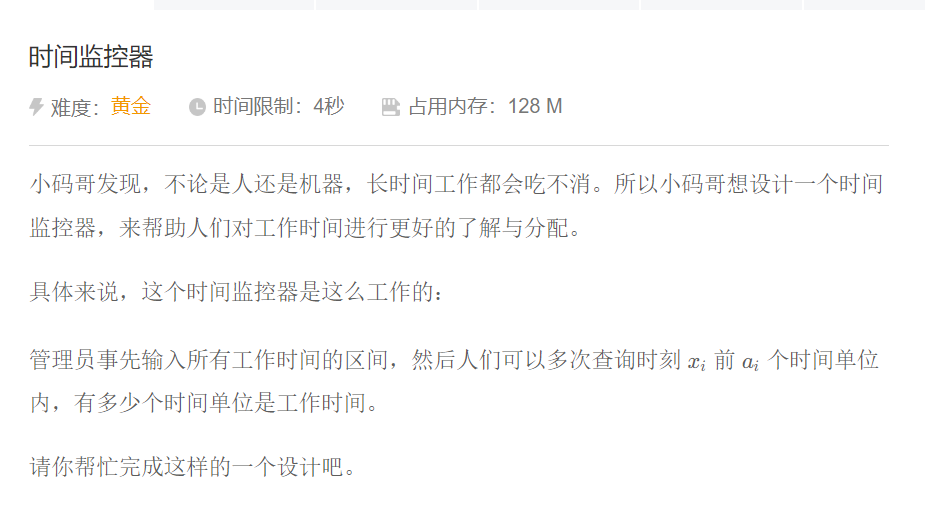 时间监控器
难度：黄金 时间限制：4秒 占用内存：128 M
小码哥发现，不论是人还是机器，长时间工作都会吃不消。所以小码哥想设计一个时间
监控器，来帮助人们对工作时间进行更好的了解与分配。
具体来说，这个时间监控器是这么工作的：
管理员事先输入所有工作时间的区间，然后人们可以多次查询时刻 xᵢ 前 aᵢ 个时间单位
内，有多少个时间单位是工作时间。
请你帮忙完成这样的一个设计吧。